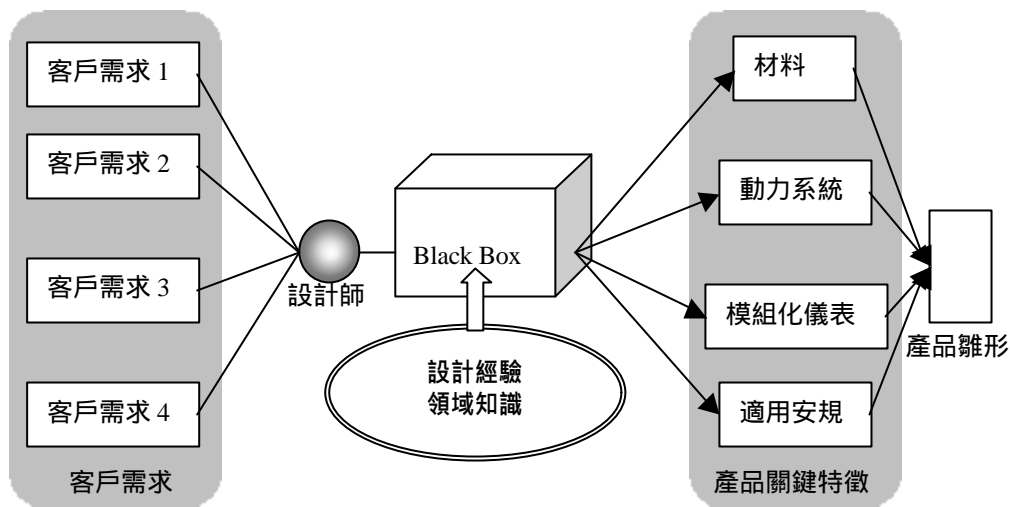 客戶需求 1
客戶需求 2
客戶需求 3
客戶需求 4
客戶需求
設計師
Black Box
設計經驗
領域知識
材料
動力系統
模組化儀表
適用安規
產品關鍵特徵
產品雛形